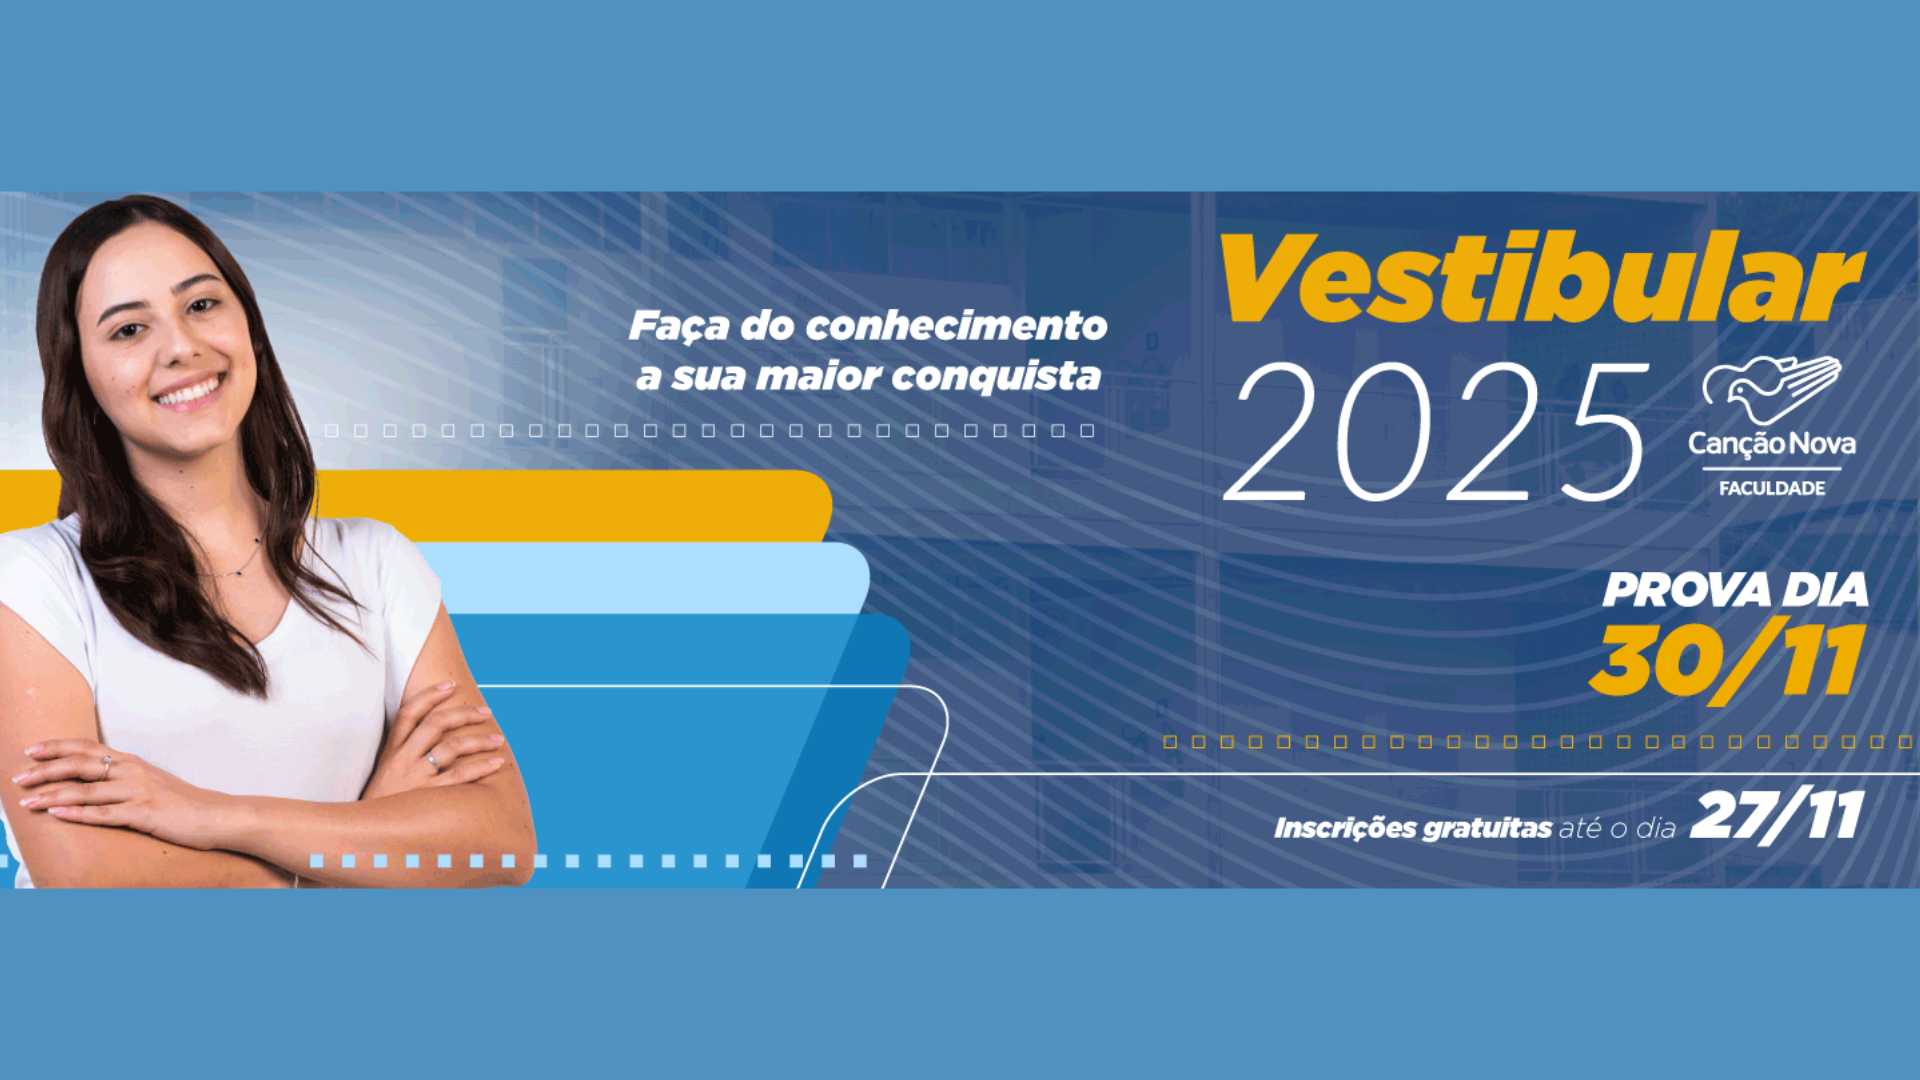 Faça do conhecimento
a sua maior conquista
Vestibular
2025
Canção Nova
FACULDADE
PROVA DIA
30/11
Inscrições gratuitas até o dia 27/11